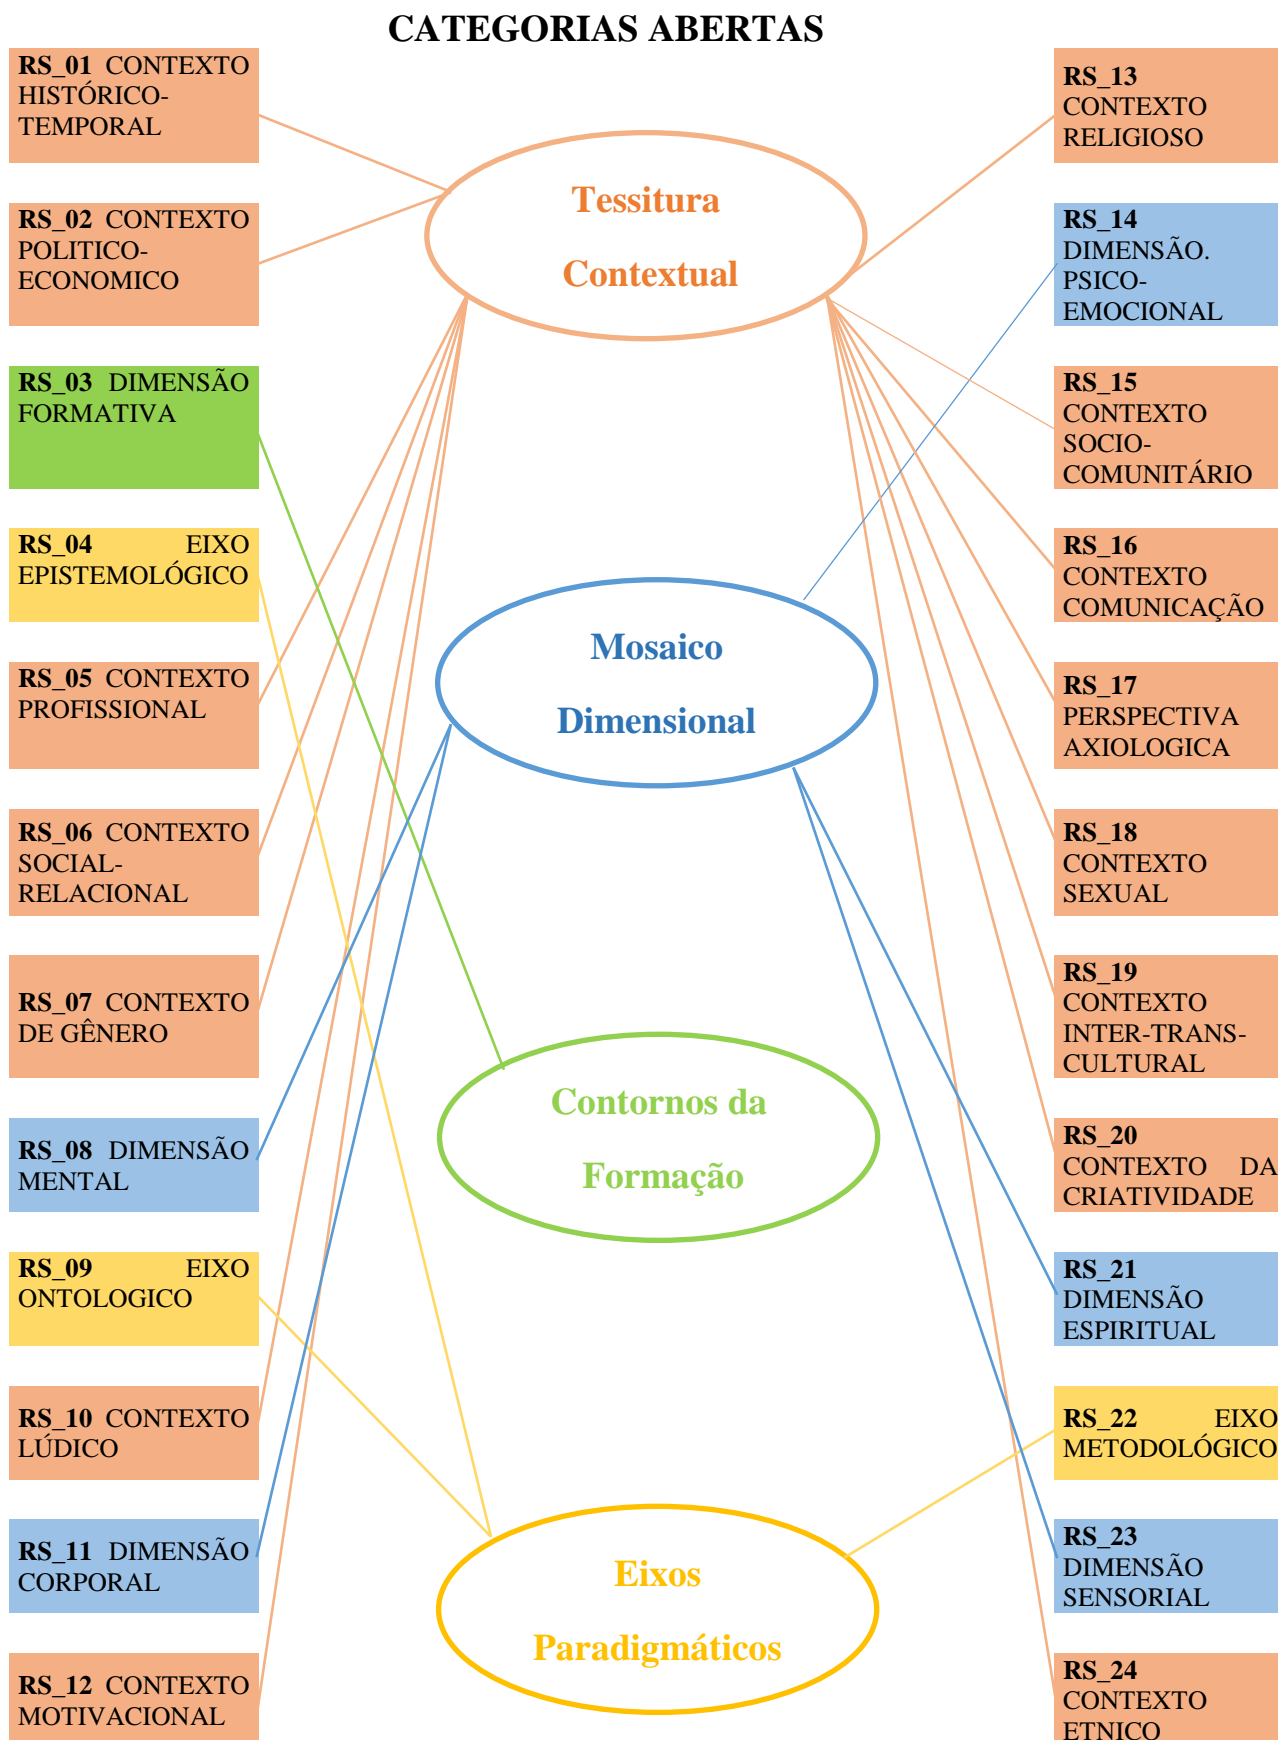 CATEGORIAS ABERTAS
RS_01 CONTEXTO
HISTÓRICO-
TEMPORAL
RS_02 CONTEXTO
POLITICO-
ECONOMICO
RS_03 DIMENSÃO
FORMATIVA
RS_04 EIXO
EPISTEMOLÓGICO
RS_05 CONTEXTO
PROFISSIONAL
RS_06 CONTEXTO
SOCIAL-
RELACIONAL
RS_07 CONTEXTO
DE GÊNERO
RS_08 DIMENSÃO
MENTAL
RS_09 EIXO
ONTOLOGICO
RS_10 CONTEXTO
LÚDICO
RS_11 DIMENSÃO
CORPORAL
RS_12 CONTEXTO
MOTIVACIONAL
Tessitura
Contextual
Mosaico
Dimensional
Contornos da
Formação
Eixos
Paradigmáticos
RS_13
CONTEXTO
RELIGIOSO
RS_14
DIMENSÃO.
PSICO-
EMOCIONAL
RS_15
CONTEXTO
SOCIO-
COMUNITÁRIO
RS_16
CONTEXTO
COMUNICAÇÃO
RS_17
PERSPECTIVA
AXIOLOGICA
RS_18
CONTEXTO
SEXUAL
RS_19
CONTEXTO
INTER-TRANS-
CULTURAL
RS_20
CONTEXTO DA
CRIATIVIDADE
RS_21
DIMENSÃO
ESPIRITUAL
RS_22 EIXO
METODOLÓGICO
RS_23
DIMENSÃO
SENSORIAL
RS_24
CONTEXTO
ETNICO